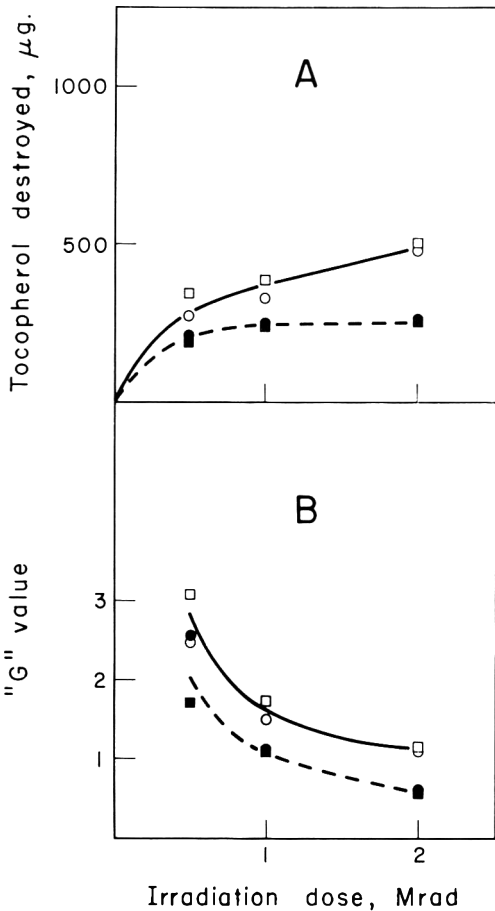 Tocopherol destroyed, μg.
1000
500
A
"G" value
3
2
1
B
1
2
Irradiation dose, Mrad